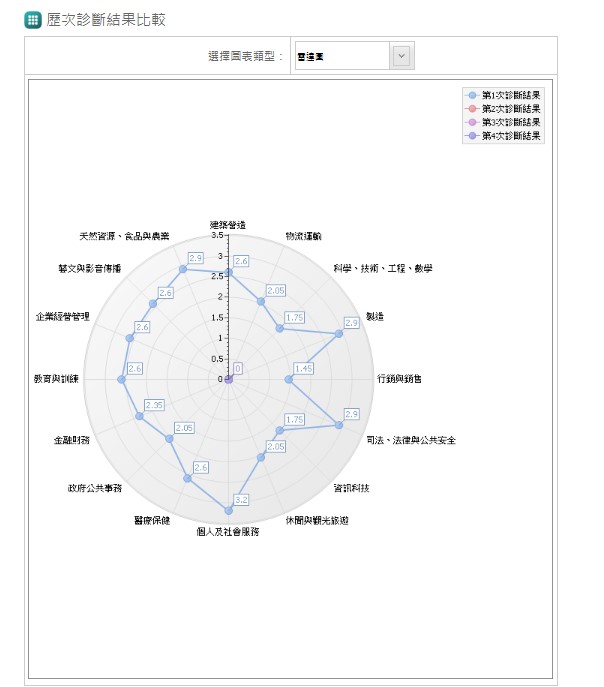 歷次診斷結果比較
選擇圖表類型：
雷達圖
第1次診斷結果
第2次診斷結果
第3次診斷結果
第4次診斷結果
建築營造
天然資源、食品與農業
物流運輸
藝文與影音傳播
科學、技術、工程、數學
企業經營管理
製造
教育與訓練
行銷與銷售
金融財務
司法、法律與公共安全
政府公共事務
資訊科技
醫療保健
休閒與觀光旅遊
個人及社會服務
3.5
3
2.5
2
1.5
1
0.5
0
2.6
2.05
1.75
2.9
1.45
2.9
1.75
2.05
3.2
2.6
2.05
2.35
2.6
2.6
2.6
2.9
0